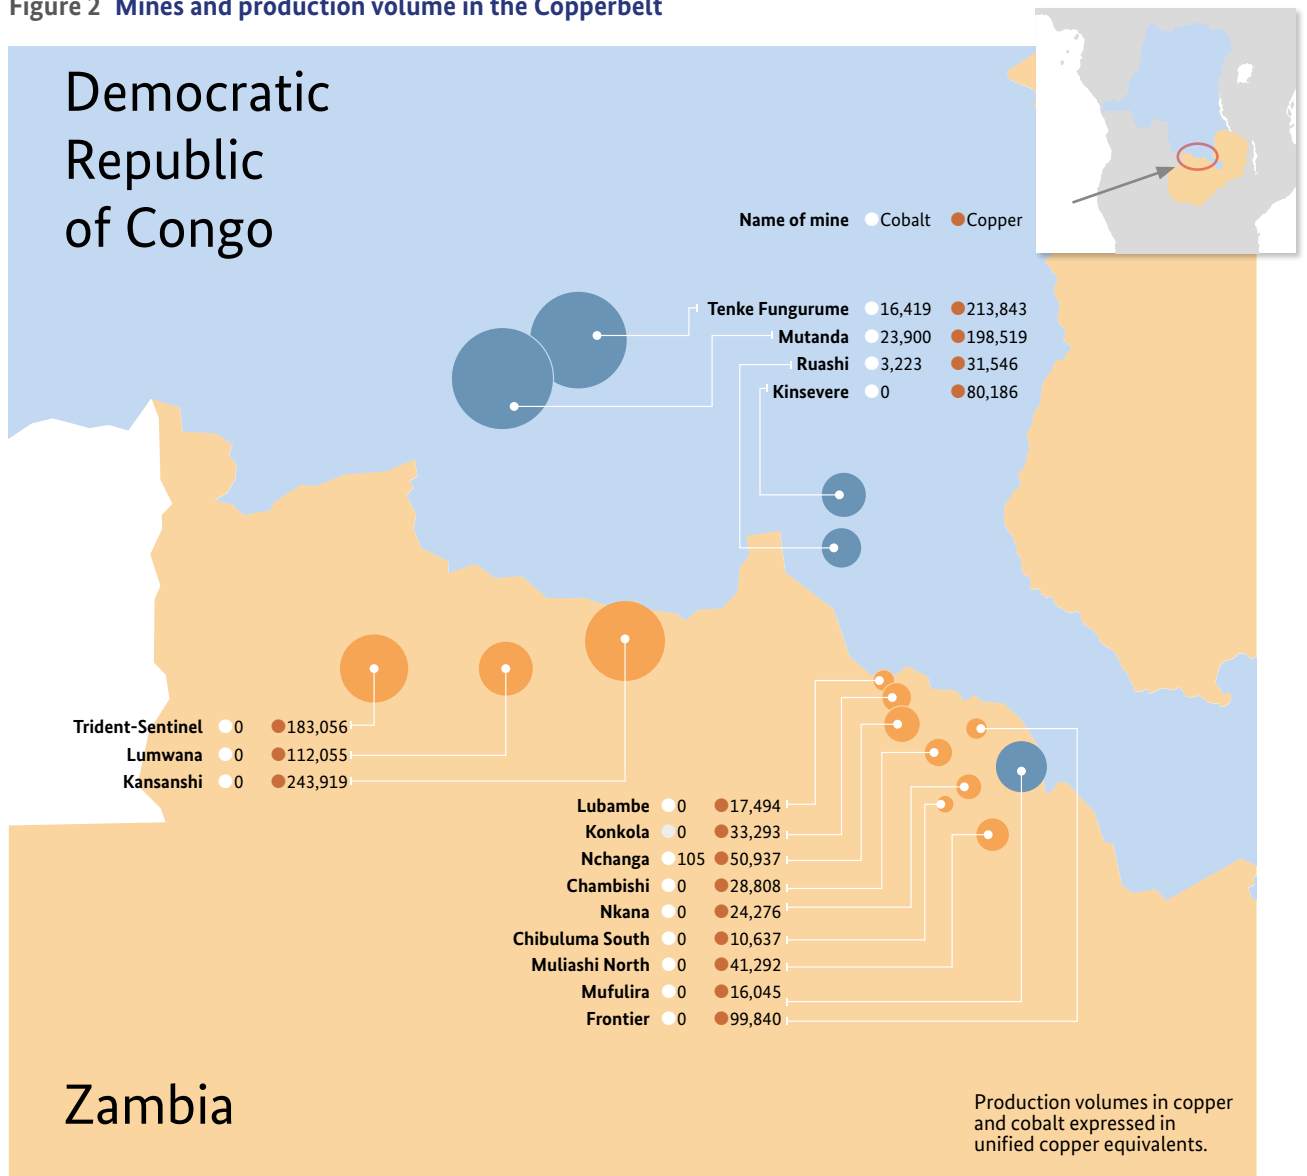 Figure 2 Mines and production volume in the Copperbelt
Democratic
Republic
of Congo
Name of mine Cobalt Copper
Tenke Fungurume 16,419 213,843
Mutanda 23,900 198,519
Ruashi 3,223 31,546
Kinsevere 0 80,186
Trident-Sentinel 0 183,056
Lumwana 0 112,055
Kansanshi 0 243,919
Lubambe 0 17,494
Konkola 0 33,293
Nchanga 105 50,937
Chambishi 0 28,808
Nkana 0 24,276
Chibuluma South 0 10,637
Muliashi North 0 41,292
Mufulira 0 16,045
Frontier 0 99,840
Zambia
Production volumes in copper
and cobalt expressed in
unified copper equivalents.